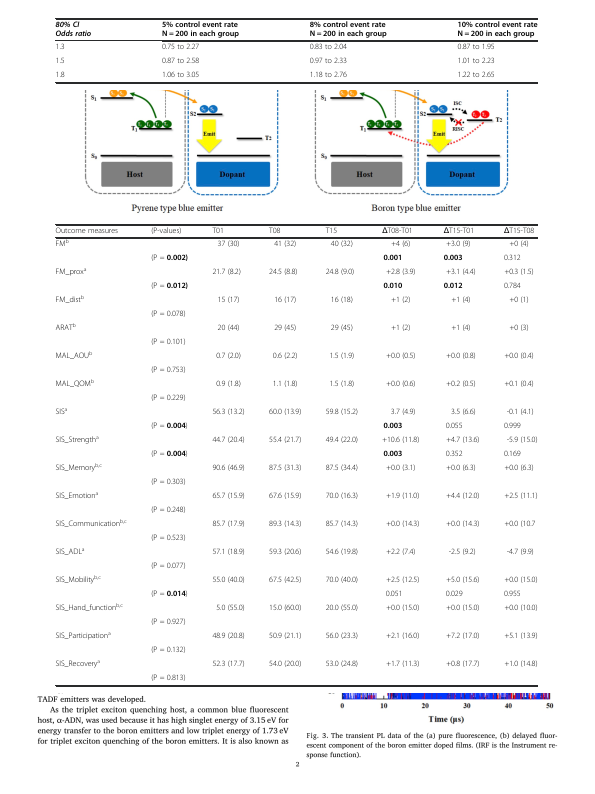 80% CI 5% control event rate 8% control event rate 10% control event rate
Odds ratio N = 200 in each group N = 200 in each group N = 200 in each group
1.3 0.75 to 2.27 0.83 to 2.04 0.87 to 1.95
1.5 0.87 to 2.58 0.97 to 2.33 1.01 to 2.23
1.8 1.06 to 3.05 1.18 to 2.76 1.22 to 2.65
S1 S2 T1 Emit T2 S0
Host Dopant
Pyrene type blue emitter
S1 S2 ISC RISC T2 T1 Emit S0
Host Dopant
Boron type blue emitter
Outcome measures (P-values) T01 T08 T15 ΔT08-T01 ΔT15-T01 ΔT15-T08
FMb 37 (30) 41 (32) 40 (32) +4 (6) +3.0 (9) +0 (4)
(P = 0.002) 0.001 0.003 0.312
FM_proxa 21.7 (8.2) 24.5 (8.8) 24.8 (9.0) +2.8 (3.9) +3.1 (4.4) +0.3 (1.5)
(P = 0.012) 0.010 0.012 0.784
FM_distb 15 (17) 16 (17) 16 (18) +1 (2) +1 (4) +0 (1)
(P = 0.078)
ARATb 20 (44) 29 (45) 29 (45) +1 (2) +1 (4) +0 (3)
(P = 0.101)
MAL_AOUb 0.7 (2.0) 0.6 (2.2) 1.5 (1.9) +0.0 (0.5) +0.0 (0.8) +0.0 (0.4)
(P = 0.753)
MAL_QOMb 0.9 (1.8) 1.1 (1.8) 1.5 (1.8) +0.0 (0.6) +0.2 (0.5) +0.1 (0.4)
(P = 0.229)
SISa 56.3 (13.2) 60.0 (13.9) 59.8 (15.2) 3.7 (4.9) 3.5 (6.6) -0.1 (4.1)
(P = 0.004) 0.003 0.055 0.999
SIS_Strengtha 44.7 (20.4) 55.4 (21.7) 49.4 (22.0) +10.6 (11.8) +4.7 (13.6) -5.9 (15.0)
(P = 0.004) 0.003 0.352 0.169
SIS_Memoryb,c 90.6 (46.9) 87.5 (31.3) 87.5 (34.4) +0.0 (3.1) +0.0 (6.3) +0.0 (6.3)
(P = 0.303)
SIS_Emotiona 65.7 (15.9) 67.6 (15.9) 70.0 (16.3) +1.9 (11.0) +4.4 (12.0) +2.5 (11.1)
(P = 0.248)
SIS_Communicationb,c 85.7 (17.9) 89.3 (14.3) 85.7 (14.3) +0.0 (14.3) +0.0 (14.3) +0.0 (10.7
(P = 0.523)
SIS_ADLa 57.1 (18.9) 59.3 (20.6) 54.6 (19.8) +2.2 (7.4) -2.5 (9.2) -4.7 (9.9)
(P = 0.077)
SIS_Mobilityb,c 55.0 (40.0) 67.5 (42.5) 70.0 (40.0) +2.5 (12.5) +5.0 (15.6) +0.0 (15.0)
(P = 0.014) 0.051 0.029 0.955
SIS_Hand_functionb,c 5.0 (55.0) 15.0 (60.0) 20.0 (55.0) +0.0 (15.0) +0.0 (15.0) +0.0 (10.0)
(P = 0.927)
SIS_Participationa 48.9 (20.8) 50.9 (21.1) 56.0 (23.3) +2.1 (16.0) +7.2 (17.0) +5.1 (13.9)
(P = 0.132)
SIS_Recoverya 52.3 (17.7) 54.0 (20.0) 53.0 (24.8) +1.7 (11.3) +0.8 (17.7) +1.0 (14.8)
(P = 0.813)
TADF emitters was developed.
As the triplet exciton quenching host, a common blue fluorescent
host, α-ADN, was used because it has high singlet energy of 3.15 eV for
energy transfer to the boron emitters and low triplet energy of 1.73 eV
for triplet exciton quenching of the boron emitters. It is also known as
0 10 20 30 40 50
Time (μs)
Fig. 3. The transient PL data of the (a) pure fluorescence, (b) delayed fluor-
escent component of the boron emitter doped films. (IRF is the Instrument re-
sponse function).
2